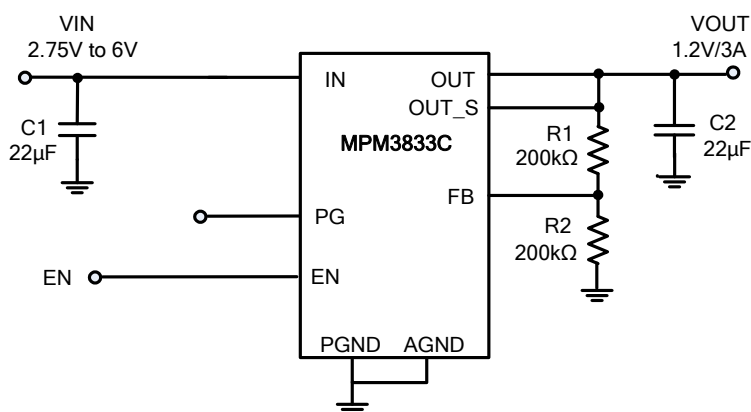 VIN
2.75V to 6V
VOUT
1.2V/3A
IN
OUT
OUT_S
C1
22µF
MPM3833C
R1
200kΩ
C2
22µF
PG
FB
R2
200kΩ
EN
EN
PGND
AGND